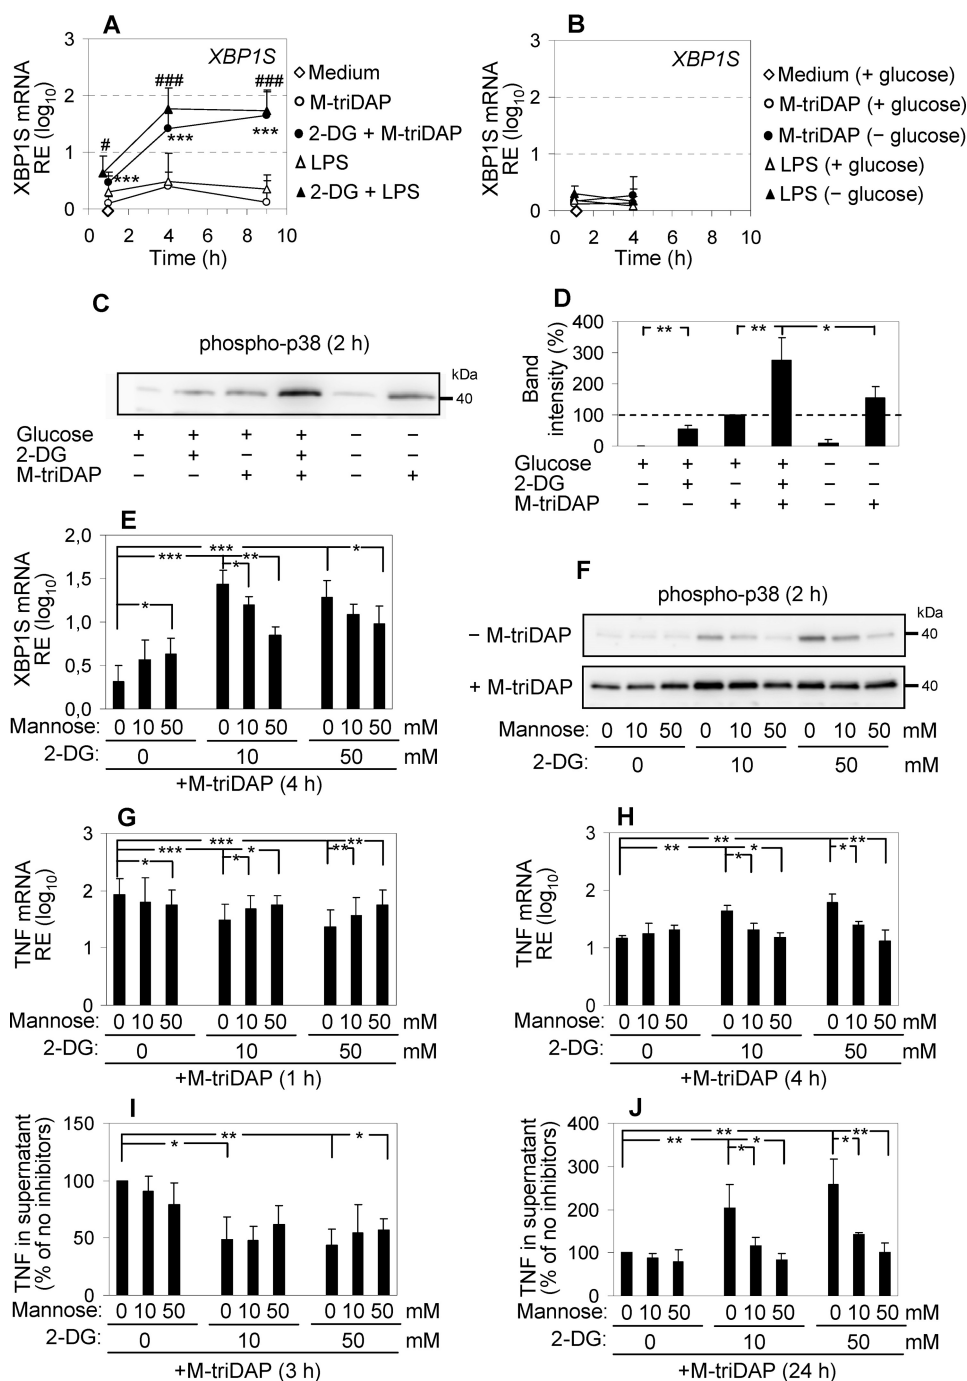 A
XBP1S mRNA
RE (log10)
3
2
1
0
XBP1S
#
###
###
***
***
***
0 2 4 6 8 10
Time (h)
Medium
M-triDAP
2-DG + M-triDAP
LPS
2-DG + LPS
B
XBP1S mRNA
RE (log10)
3
2
1
0
XBP1S
0 2 4 6 8 10
Time (h)
Medium (+ glucose)
M-triDAP (+ glucose)
M-triDAP (− glucose)
LPS (+ glucose)
LPS (− glucose)
C
phospho-p38 (2 h)
kDa
40
Glucose + + + + − −
2-DG − + − + − −
M-triDAP − − + + − +
D
Band
intensity (%)
400
300
200
100
0
** ** *
Glucose + + + + − −
2-DG − + − + − −
M-triDAP − − + + − +
E
XBP1S mRNA
RE (log10)
2,0
1,5
1,0
0,5
0,0
*** *
*** **
*
*
Mannose: 0 10 50 0 10 50 0 10 50 mM
2-DG: 0 10 50 mM
+M-triDAP (4 h)
F
phospho-p38 (2 h)
kDa
− M-triDAP 40
+ M-triDAP 40
Mannose: 0 10 50 0 10 50 0 10 50 mM
2-DG: 0 10 50 mM
G
TNF mRNA
RE (log10)
3
2
1
0
*** **
*** * **
* *
Mannose: 0 10 50 0 10 50 0 10 50 mM
2-DG: 0 10 50 mM
+M-triDAP (1 h)
H
TNF mRNA
RE (log10)
3
2
1
0
** **
** * *
*
Mannose: 0 10 50 0 10 50 0 10 50 mM
2-DG: 0 10 50 mM
+M-triDAP (4 h)
I
TNF in supernatant
(% of no inhibitors)
150
100
50
0
** *
*
Mannose: 0 10 50 0 10 50 0 10 50 mM
2-DG: 0 10 50 mM
+M-triDAP (3 h)
J
TNF in supernatant
(% of no inhibitors)
400
300
200
100
0
** **
** * *
*
Mannose: 0 10 50 0 10 50 0 10 50 mM
2-DG: 0 10 50 mM
+M-triDAP (24 h)